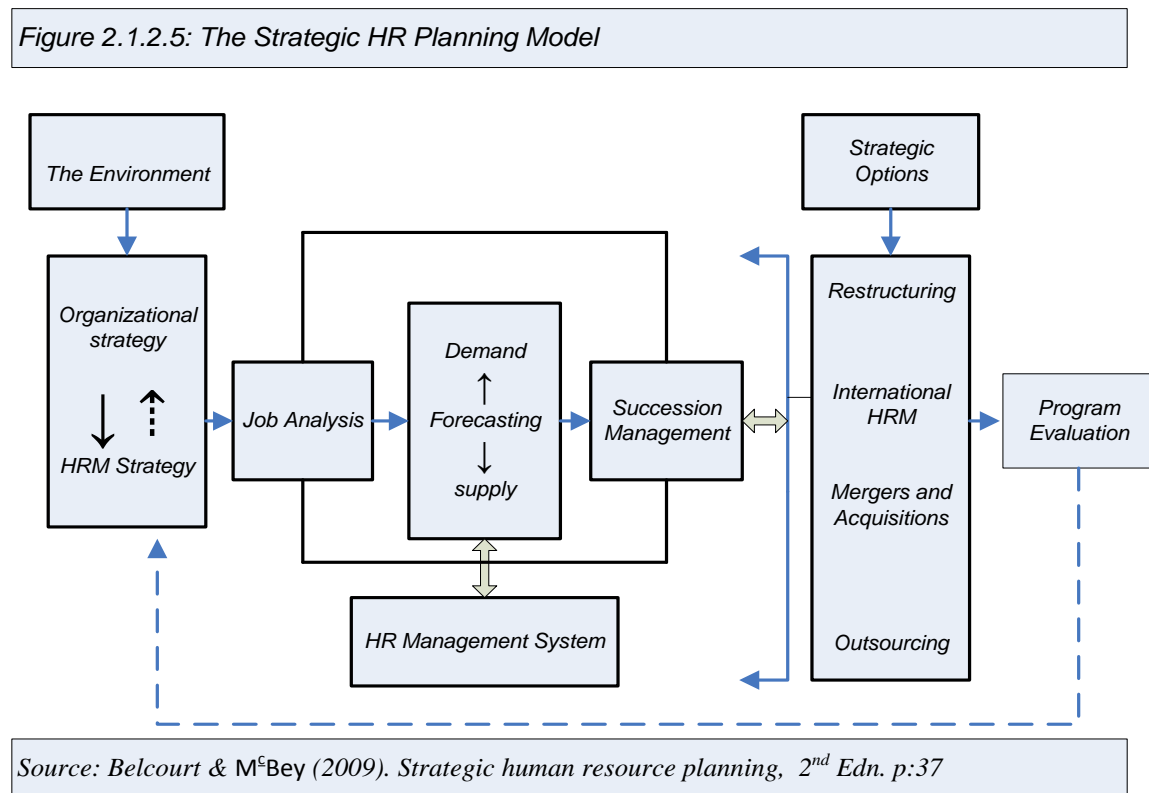 Figure 2.1.2.5: The Strategic HR Planning Model
The Environment
Organizational
strategy
HRM Strategy
Job Analysis
Demand
Forecasting
supply
Succession
Management
HR Management System
Strategic
Options
Restructuring
International
HRM
Mergers and
Acquisitions
Outsourcing
Program
Evaluation
Source: Belcourt & MᶜBey (2009). Strategic human resource planning, 2ⁿᵈ Edn. p:37